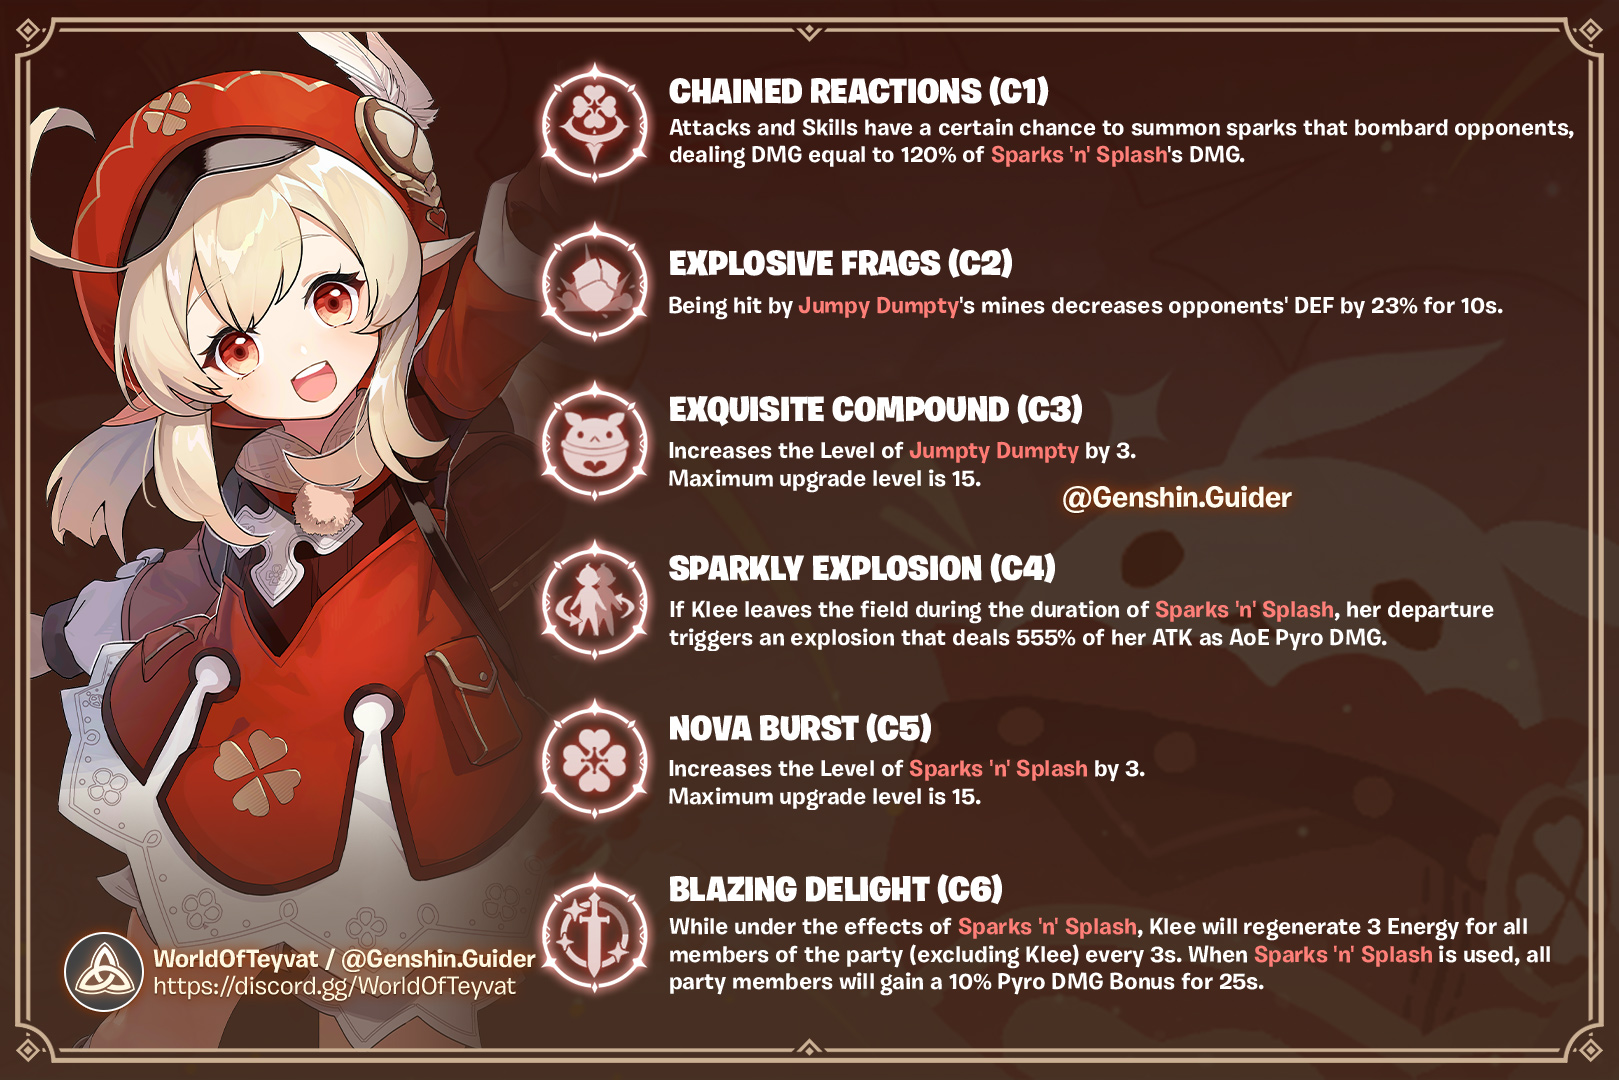 CHAINED REACTIONS (C1)
Attacks and Skills have a certain chance to summon sparks that bombard opponents,
dealing DMG equal to 120% of Sparks 'n' Splash's DMG.
EXPLOSIVE FRAGS (C2)
Being hit by Jumpy Dumpty's mines decreases opponents' DEF by 23% for 10s.
EXQUISITE COMPOUND (C3)
Increases the Level of Jumpty Dumpty by 3.
Maximum upgrade level is 15.
@Genshin.Guider
SPARKLY EXPLOSION (C4)
If Klee leaves the field during the duration of Sparks 'n' Splash, her departure
triggers an explosion that deals 555% of her ATK as AoE Pyro DMG.
NOVA BURST (C5)
Increases the Level of Sparks 'n' Splash by 3.
Maximum upgrade level is 15.
BLAZING DELIGHT (C6)
While under the effects of Sparks 'n' Splash, Klee will regenerate 3 Energy for all
members of the party (excluding Klee) every 3s. When Sparks 'n' Splash is used, all
party members will gain a 10% Pyro DMG Bonus for 25s.
WorldOfTeyvat / @Genshin.Guider
https://discord.gg/WorldOfTeyvat